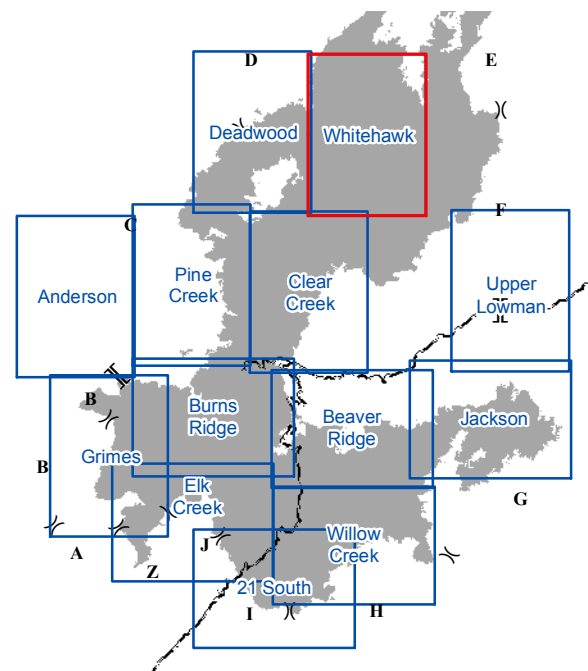 D
E
Deadwood
Whitehawk
F
C
Pine
Creek
Clear
Creek
Anderson
Upper
Lowman
B
Burns
Ridge
Beaver
Ridge
Jackson
B
Grimes
Elk
Creek
G
A
Z
J
Willow
Creek
21 South
I
H